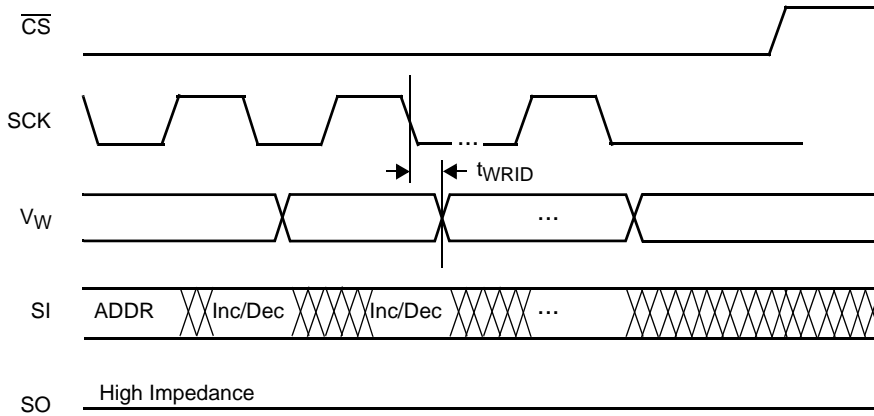 CS
SCK
...
tWRID
VW
...
SI ADDR Inc/Dec Inc/Dec ...
High Impedance
SO